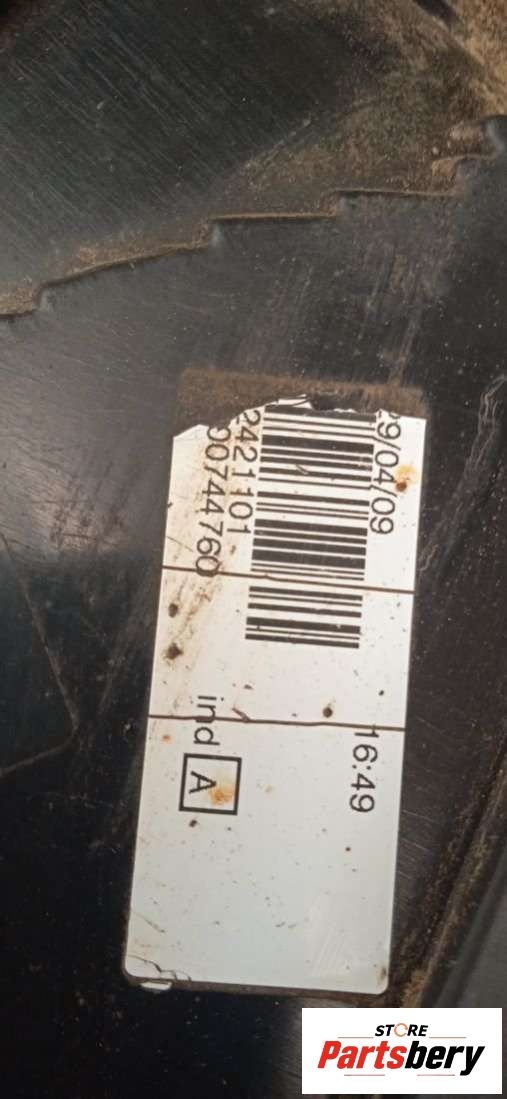 29/04/09 16:49
2421101
00744760 ind A
STORE
Partsbery